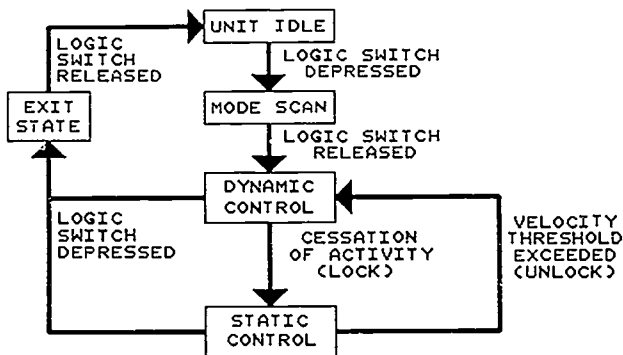 UNIT IDLE
LOGIC
SWITCH
RELEASED
LOGIC SWITCH
DEPRESSED
EXIT
STATE
MODE SCAN
LOGIC SWITCH
RELEASED
DYNAMIC
CONTROL
LOGIC
SWITCH
DEPRESSED
CESSATION
OF ACTIVITY
(LOCK)
VELOCITY
THRESHOLD
EXCEEDED
(UNLOCK)
STATIC
CONTROL